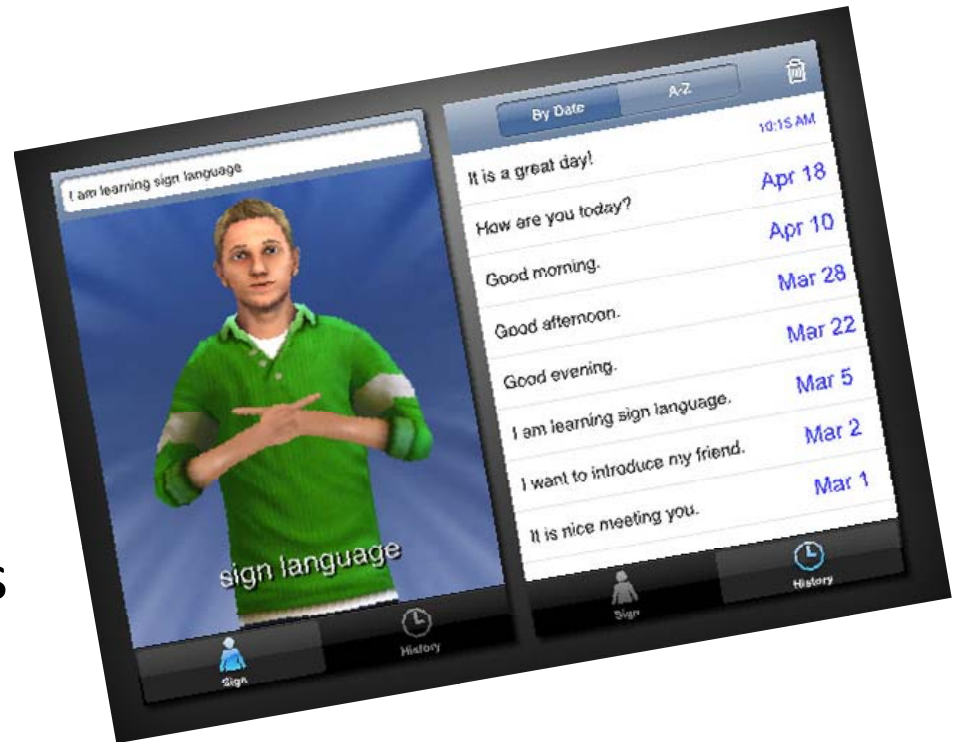 I am learning sign language
sign language
Sign
History
By Date
A-Z
It is a great day!
10:15 AM
How are you today?
Apr 18
Good morning.
Apr 10
Good afternoon.
Mar 28
Good evening.
Mar 22
I am learning sign language.
Mar 5
I want to introduce my friend.
Mar 2
It is nice meeting you.
Mar 1
Sign
History
s